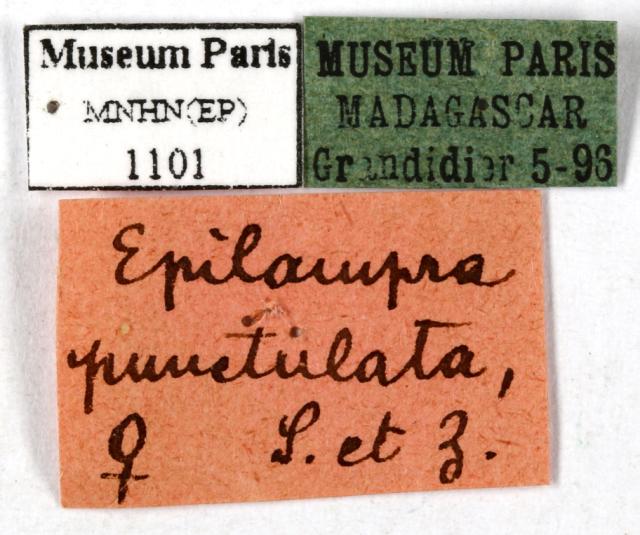 Museum Paris
MNHN(EP)
1101
MUSEUM PARIS
MADAGASCAR
Grandidier 5-96
Epilampra
punctulata,
♀ S. et Z.